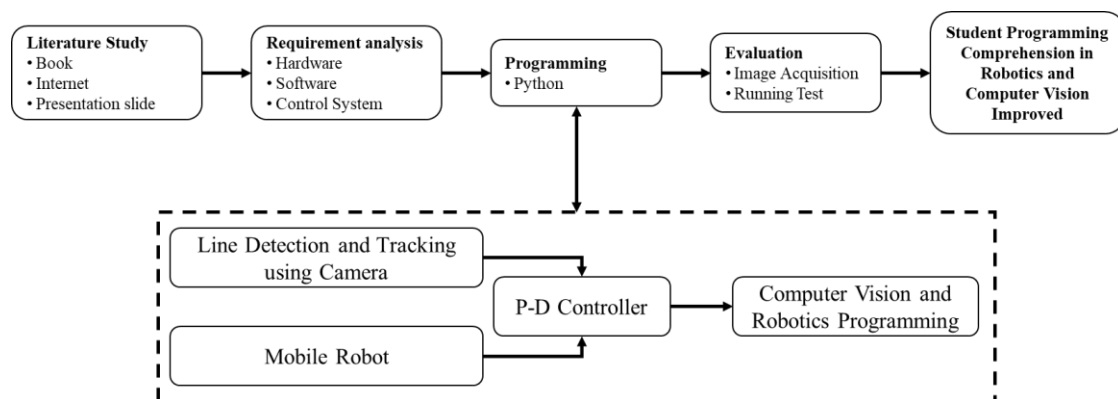 Literature Study
• Book
• Internet
• Presentation slide
Requirement analysis
• Hardware
• Software
• Control System
Programming
• Python
Evaluation
• Image Acquisition
• Running Test
Student Programming
Comprehension in
Robotics and
Computer Vision
Improved
Line Detection and Tracking
using Camera
Mobile Robot
P-D Controller
Computer Vision and
Robotics Programming